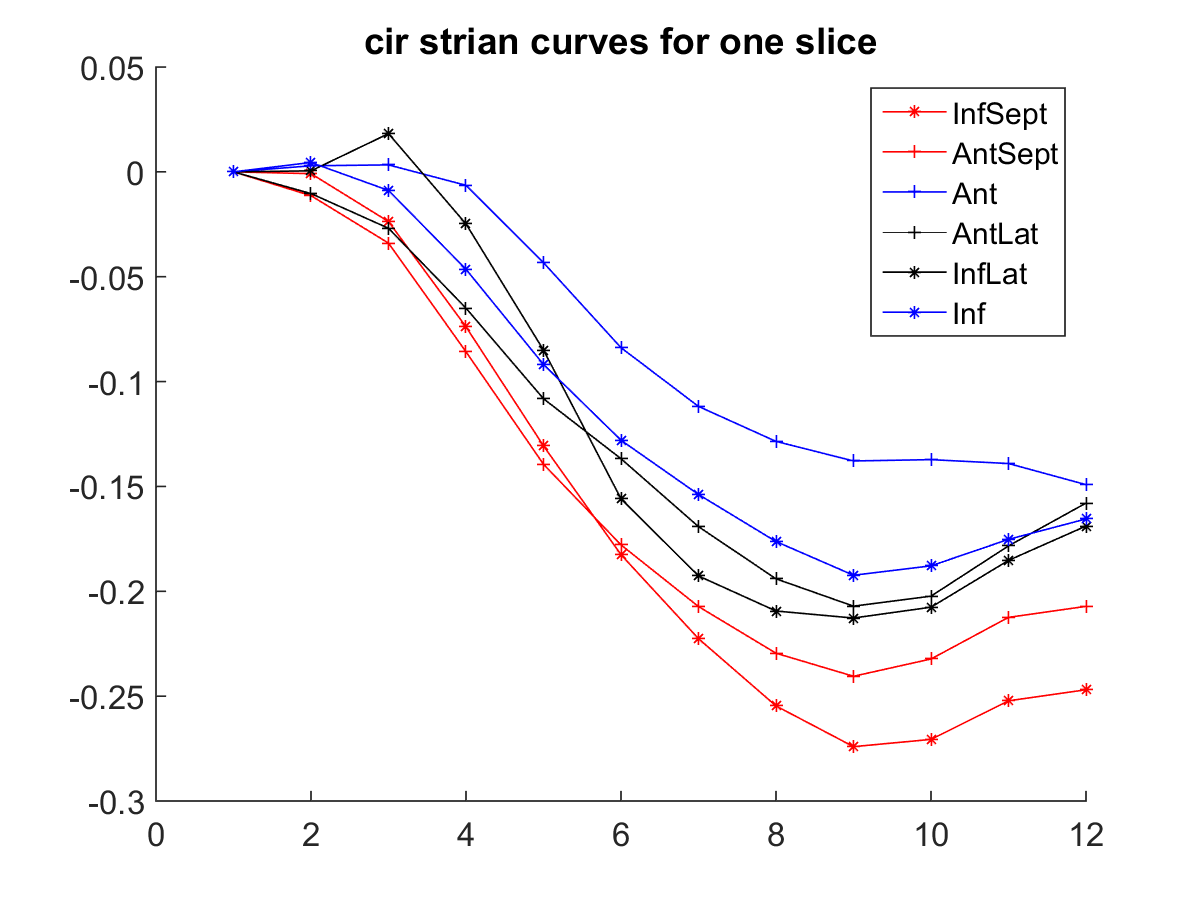 cir strian curves for one slice
0.05
0
-0.05
-0.1
-0.15
-0.2
-0.25
-0.3
0 2 4 6 8 10 12
InfSept
AntSept
Ant
AntLat
InfLat
Inf